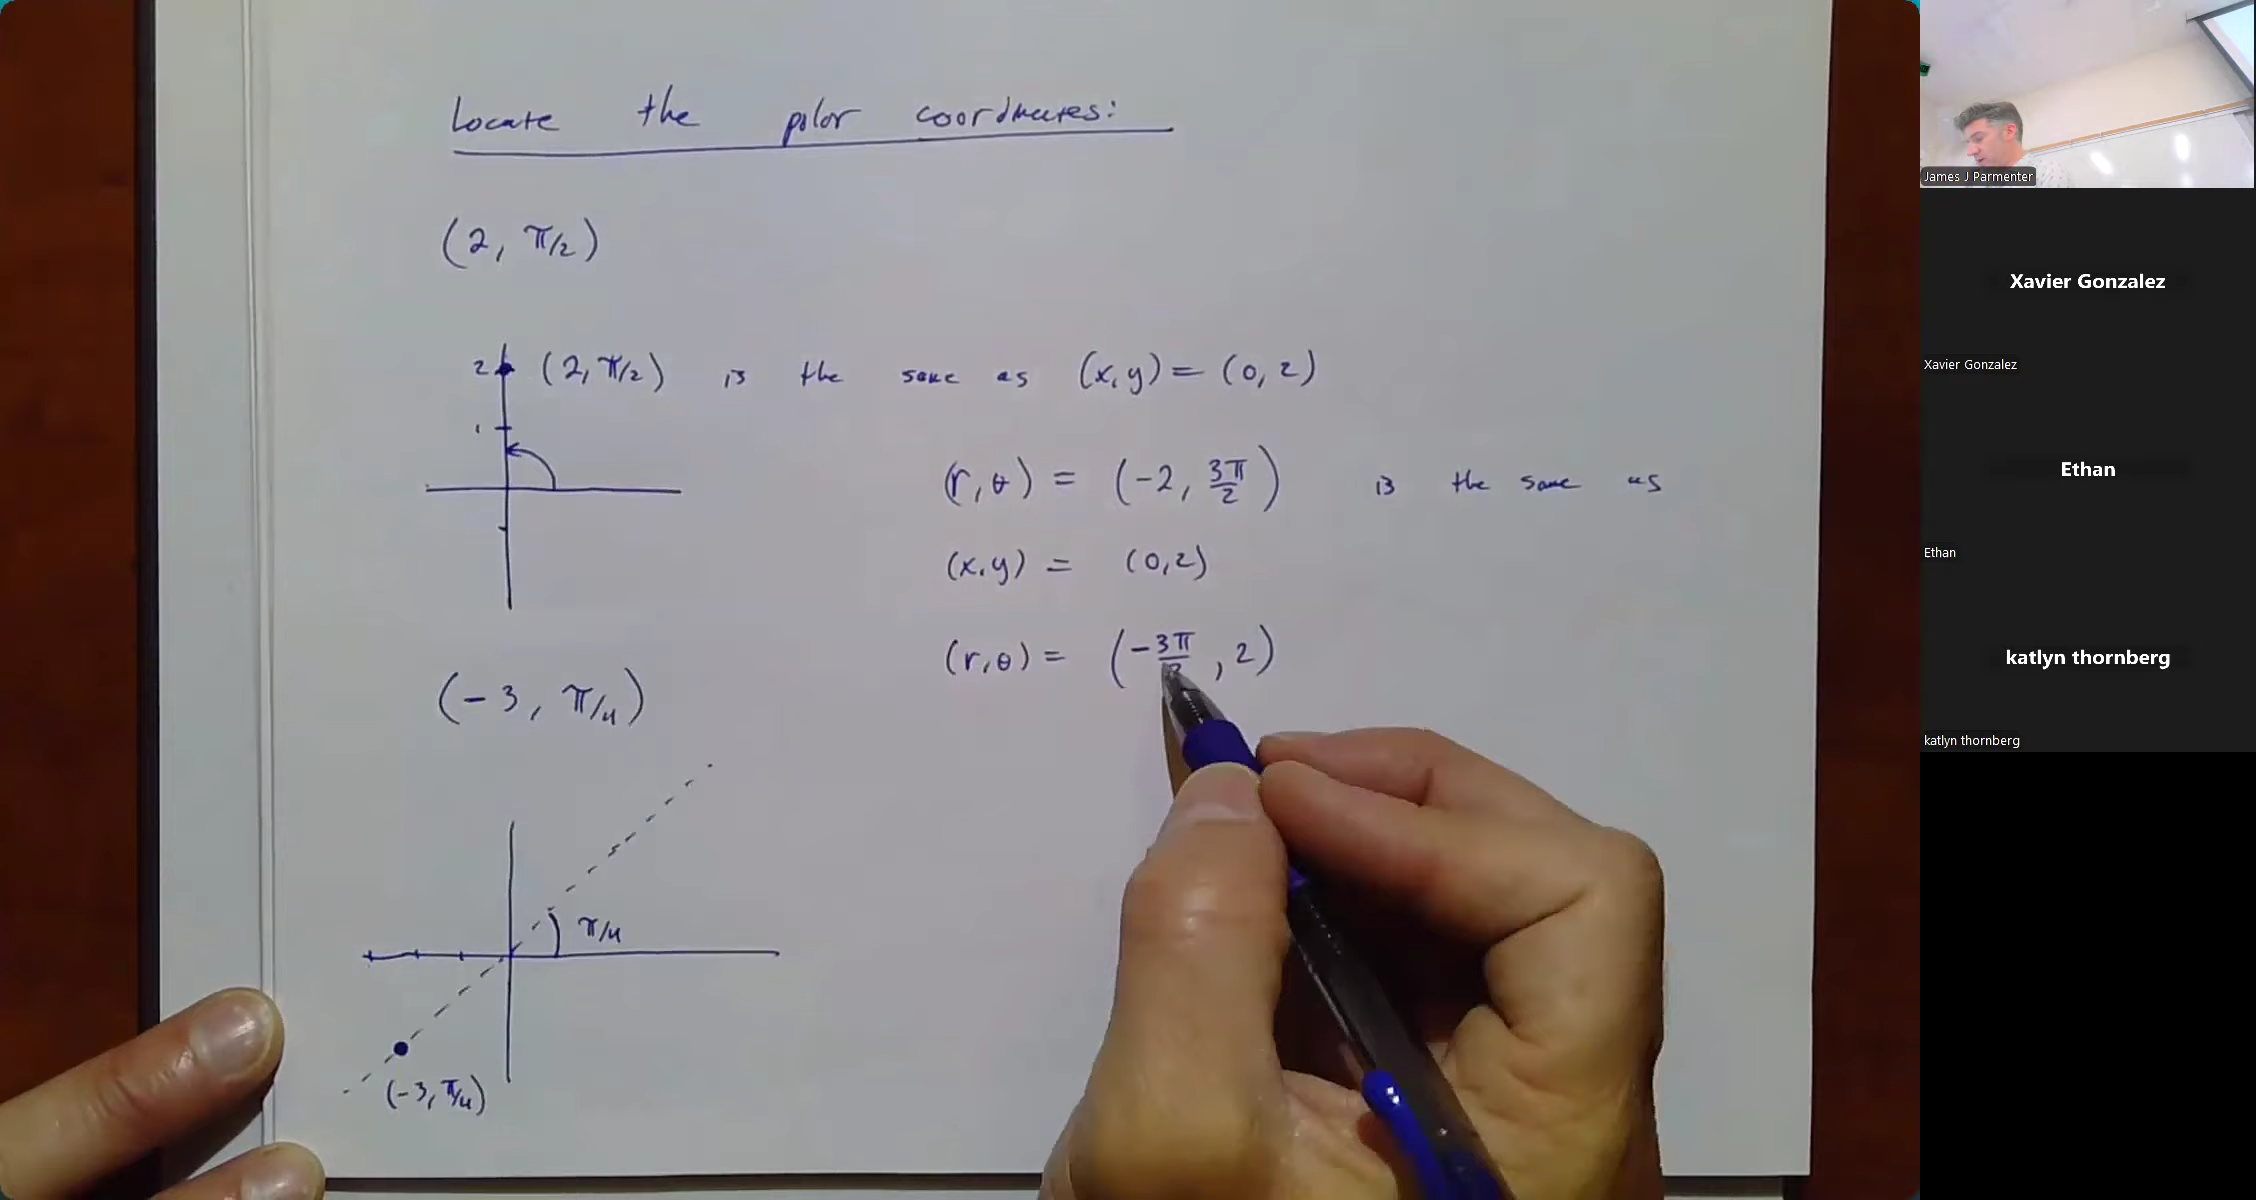 Locate the polar coordinates:
(2, π/2)
2 (2, π/2) is the same as (x,y) = (0, 2)
1
(r, θ) = (-2, 3π/2) is the same as
(x,y) = (0,2)
(r, θ) = (-3π/2, 2)
(-3, π/4)
π/4
(-3, π/4)
James J Parmenter
Xavier Gonzalez
Xavier Gonzalez
Ethan
Ethan
katlyn thornberg
katlyn thornberg